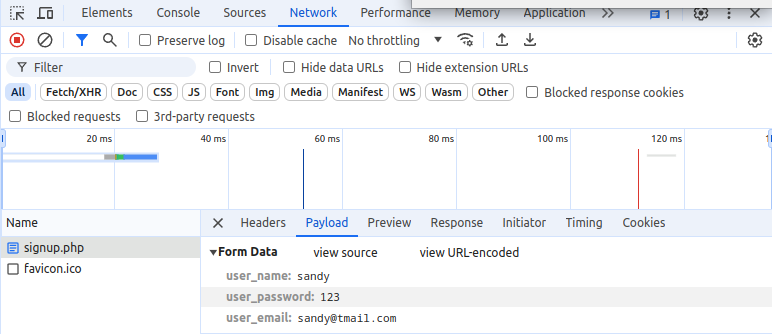 Elements Console Sources Network Performance Memory Application » 1
Preserve log Disable cache No throttling
Filter Invert Hide data URLs Hide extension URLs
All Fetch/XHR Doc CSS JS Font Img Media Manifest WS Wasm Other Blocked response cookies
Blocked requests 3rd-party requests
20 ms 40 ms 60 ms 80 ms 100 ms 120 ms
Name Headers Payload Preview Response Initiator Timing Cookies
signup.php Form Data view source view URL-encoded
favicon.ico user_name: sandy
user_password: 123
user_email: sandy@tmail.com